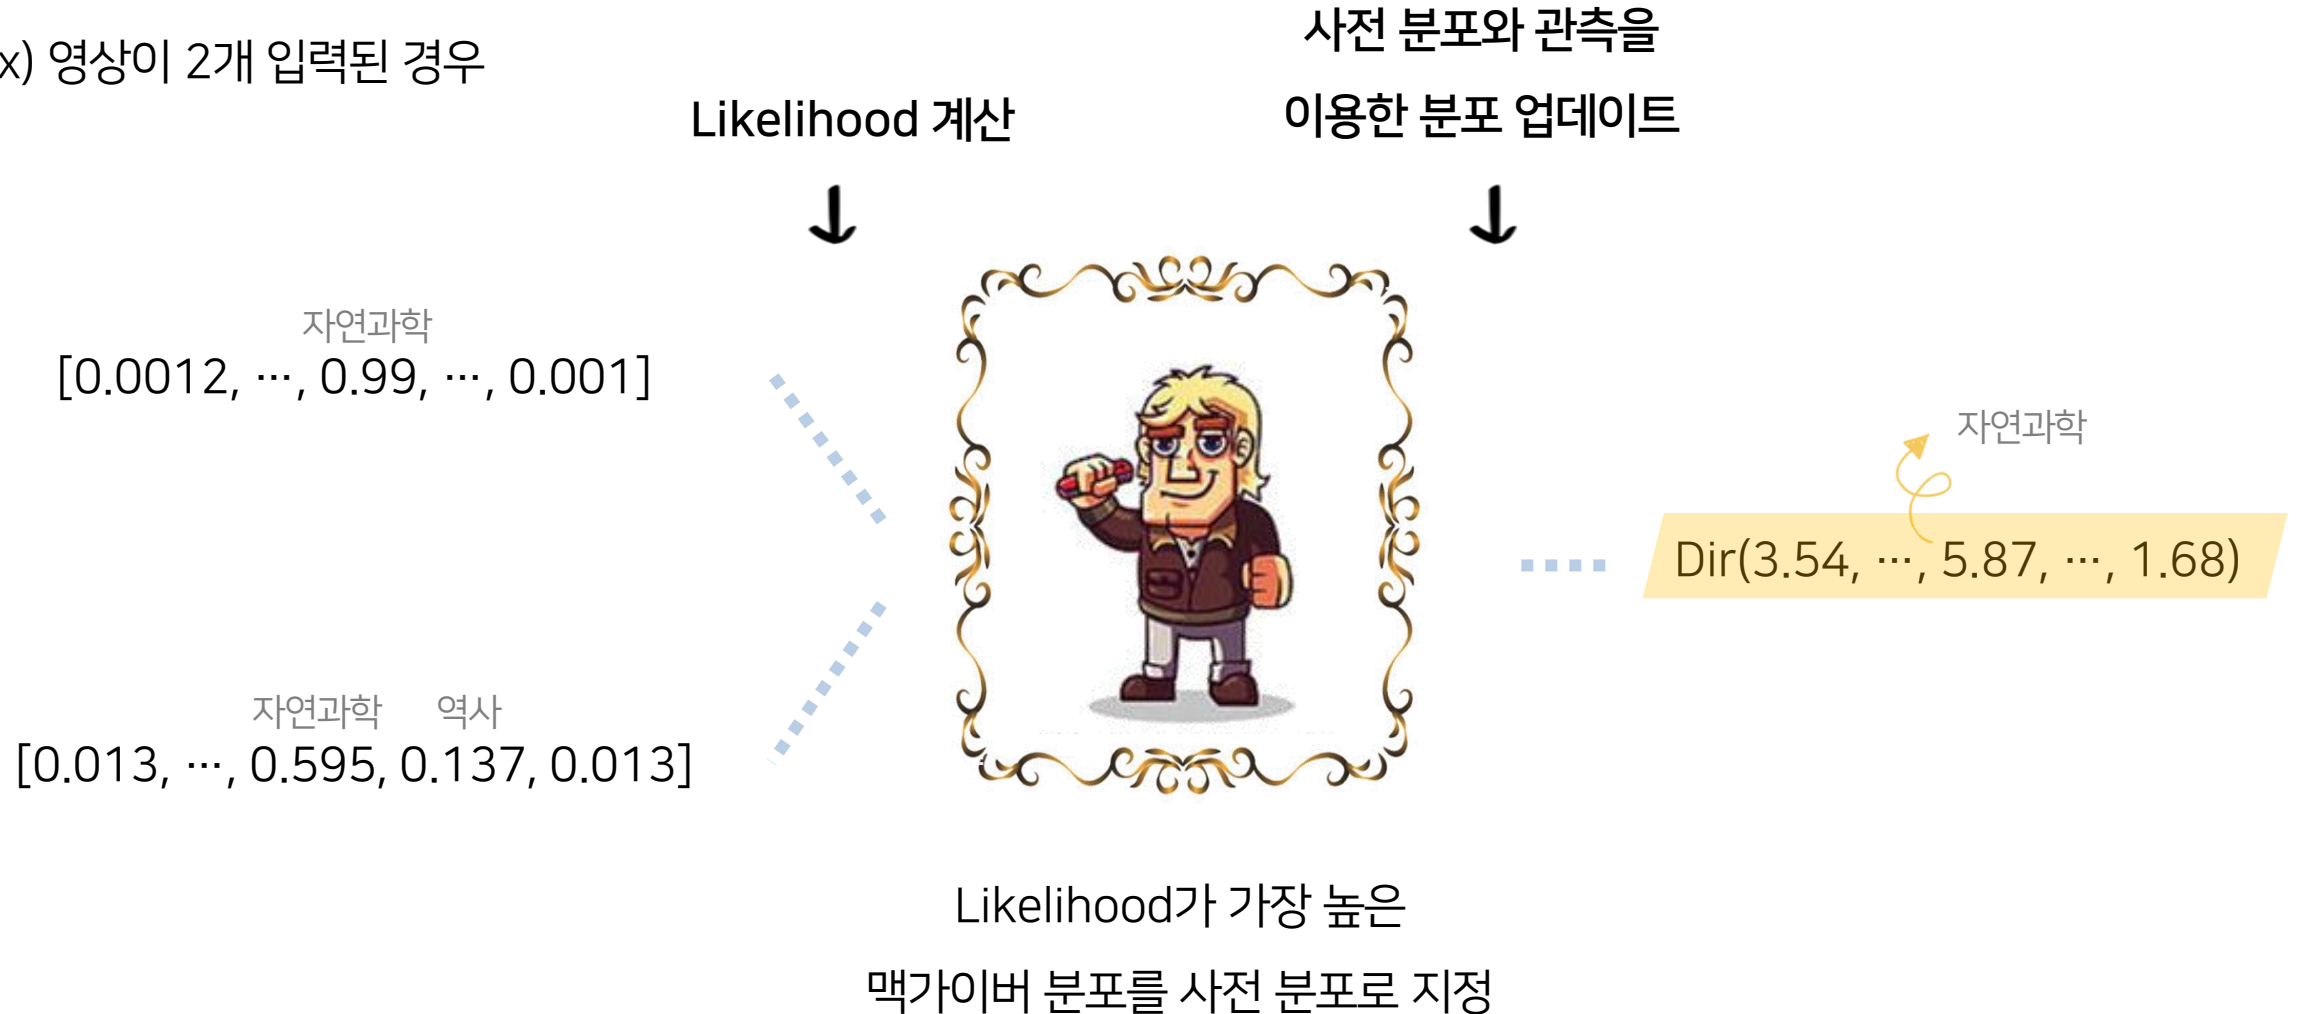 x) 영상이 2개 입력된 경우
Likelihood 계산
사전 분포와 관측을
이용한 분포 업데이트
자연과학
[0.0012, ⋯, 0.99, ⋯, 0.001]
자연과학
Dir(3.54, ⋯, 5.87, ⋯, 1.68)
자연과학 역사
[0.013, ⋯, 0.595, 0.137, 0.013]
Likelihood가 가장 높은
맥가이버 분포를 사전 분포로 지정